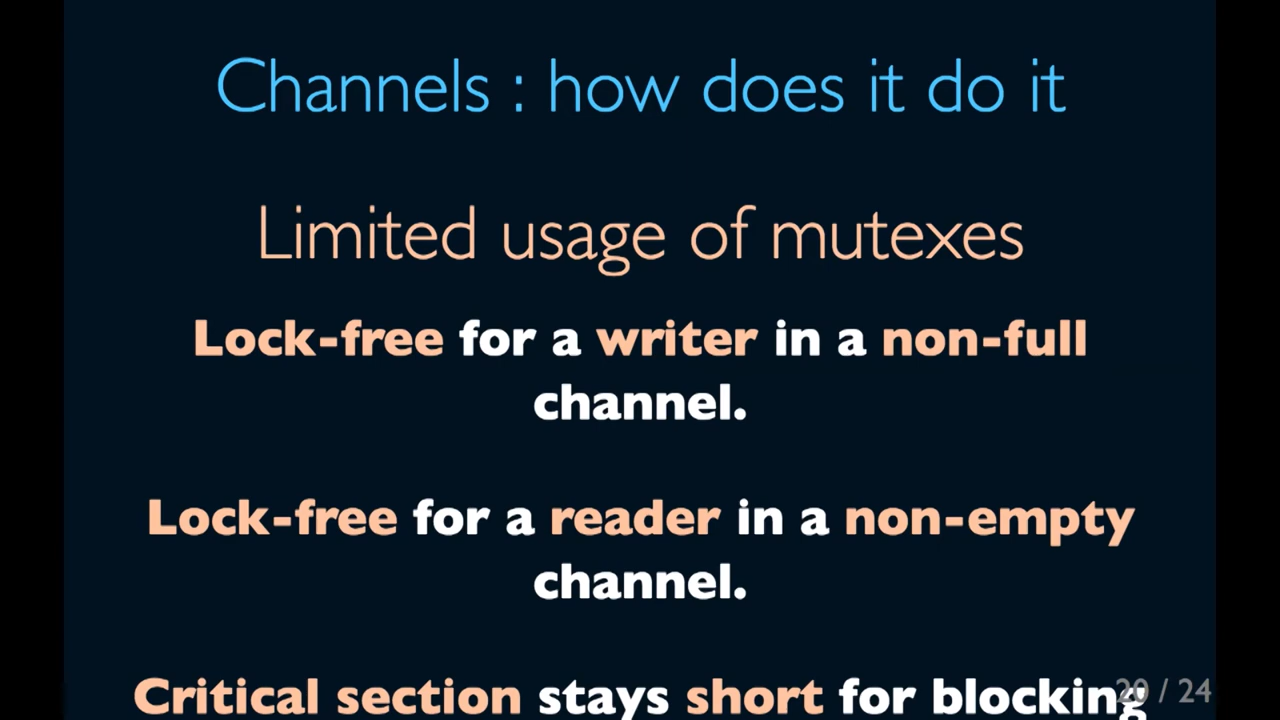 Channels : how does it do it
Limited usage of mutexes
Lock-free for a writer in a non-full
channel.
Lock-free for a reader in a non-empty
channel.
Critical section stays short for blocking
20 / 24